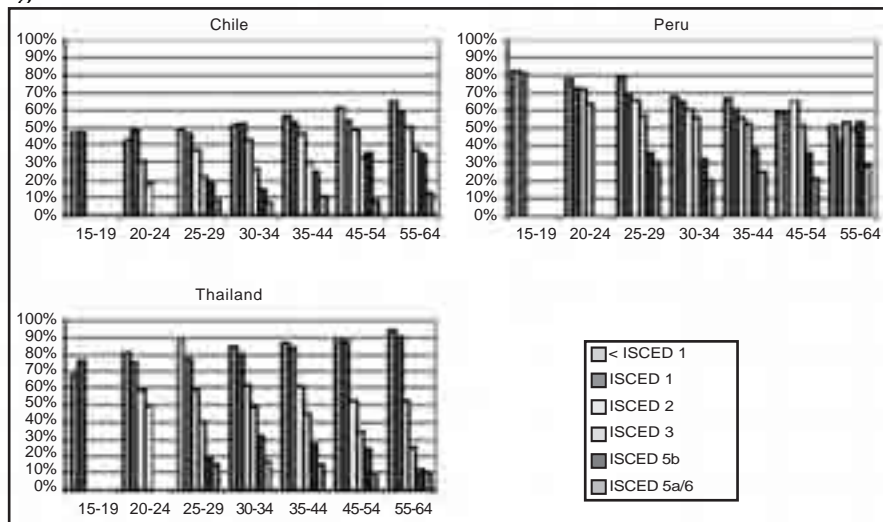 Chile
100%
90%
80%
70%
60%
50%
40%
30%
20%
10%
0%
15-19 20-24 25-29 30-34 35-44 45-54 55-64
Peru
100%
90%
80%
70%
60%
50%
40%
30%
20%
10%
0%
15-19 20-24 25-29 30-34 35-44 45-54 55-64
Thailand
100%
90%
80%
70%
60%
50%
40%
30%
20%
10%
0%
15-19 20-24 25-29 30-34 35-44 45-54 55-64
< ISCED 1
ISCED 1
ISCED 2
ISCED 3
ISCED 5b
ISCED 5a/6